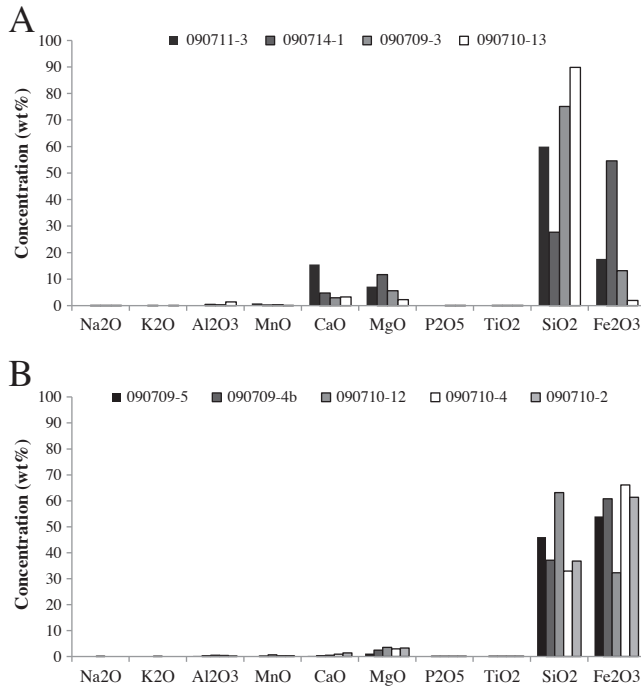 A
090711-3 090714-1 090709-3 090710-13
Concentration (wt%)
100
90
80
70
60
50
40
30
20
10
0
Na2O K2O Al2O3 MnO CaO MgO P2O5 TiO2 SiO2 Fe2O3
B
090709-5 090709-4b 090710-12 090710-4 090710-2
Concentration (wt%)
100
90
80
70
60
50
40
30
20
10
0
Na2O K2O Al2O3 MnO CaO MgO P2O5 TiO2 SiO2 Fe2O3